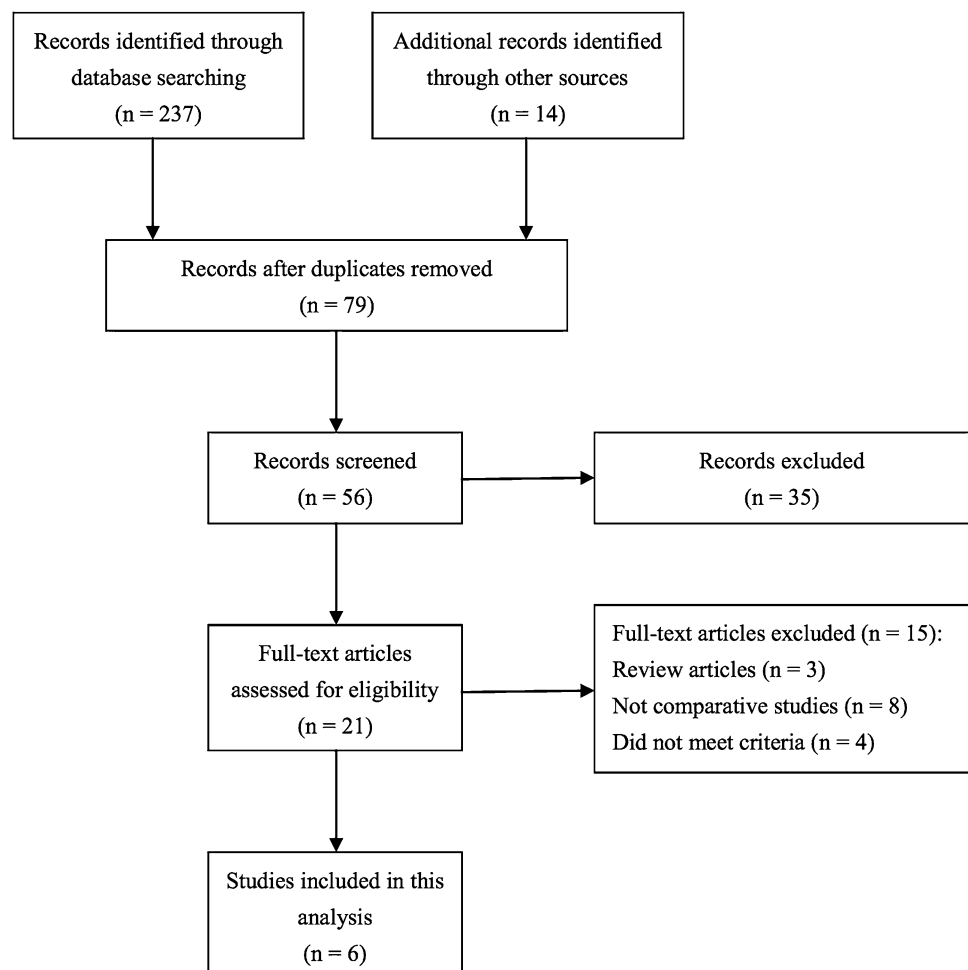 Records identified through
database searching
(n = 237)
Additional records identified
through other sources
(n = 14)
Records after duplicates removed
(n = 79)
Records screened
(n = 56)
Records excluded
(n = 35)
Full-text articles
assessed for eligibility
(n = 21)
Full-text articles excluded (n = 15):
Review articles (n = 3)
Not comparative studies (n = 8)
Did not meet criteria (n = 4)
Studies included in this
analysis
(n = 6)